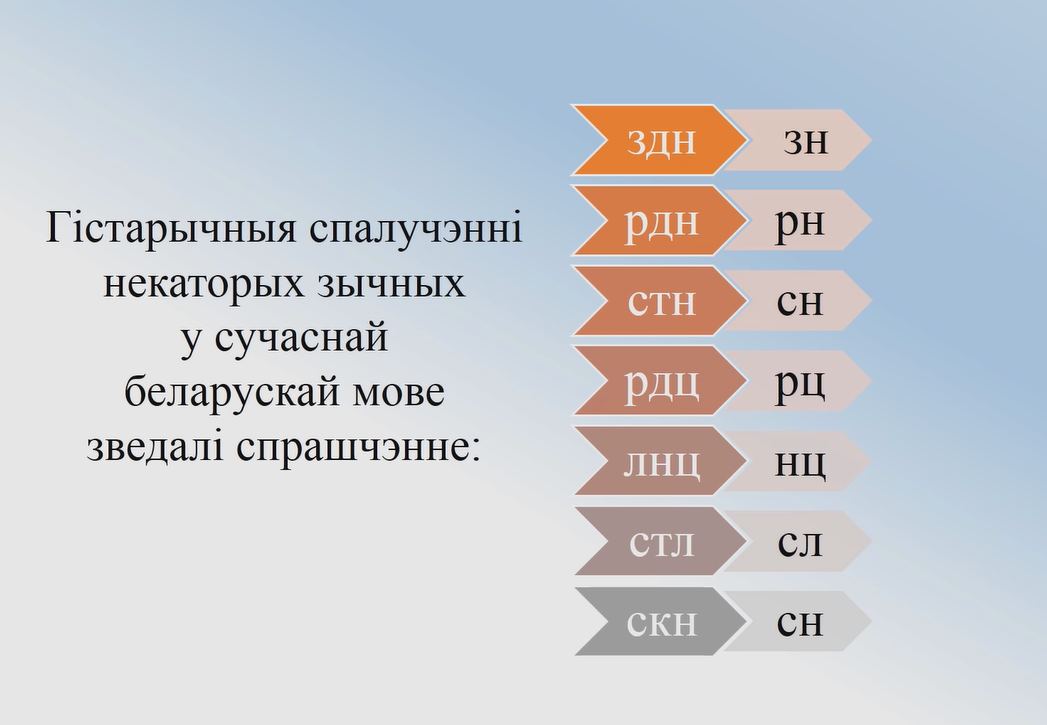 Гістарычныя спалучэнні
некаторых зычных
у сучаснай
беларускай мове
зведалі спрашчэнне:
здн зн
рдн рн
стн сн
рдц рц
лнц нц
стл сл
скн сн